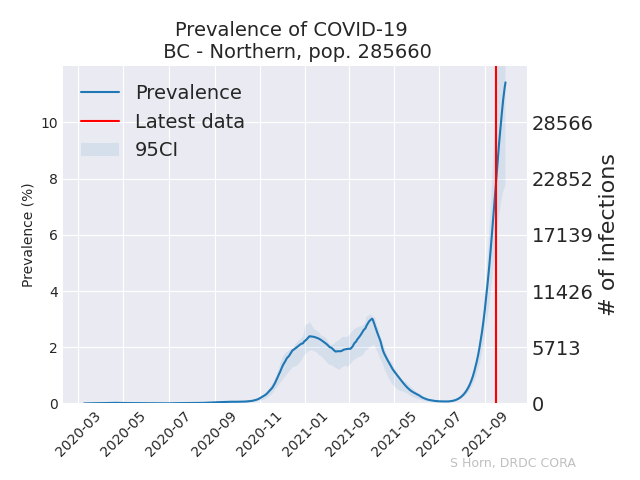 Prevalence of COVID-19
BC - Northern, pop. 285660
Prevalence
Latest data
95CI
Prevalence (%)
10
8
6
4
2
0
28566
22852
17139
11426
5713
0
# of infections
2020-03
2020-05
2020-07
2020-09
2020-11
2021-01
2021-03
2021-05
2021-07
2021-09
S Horn, DRDC CORA